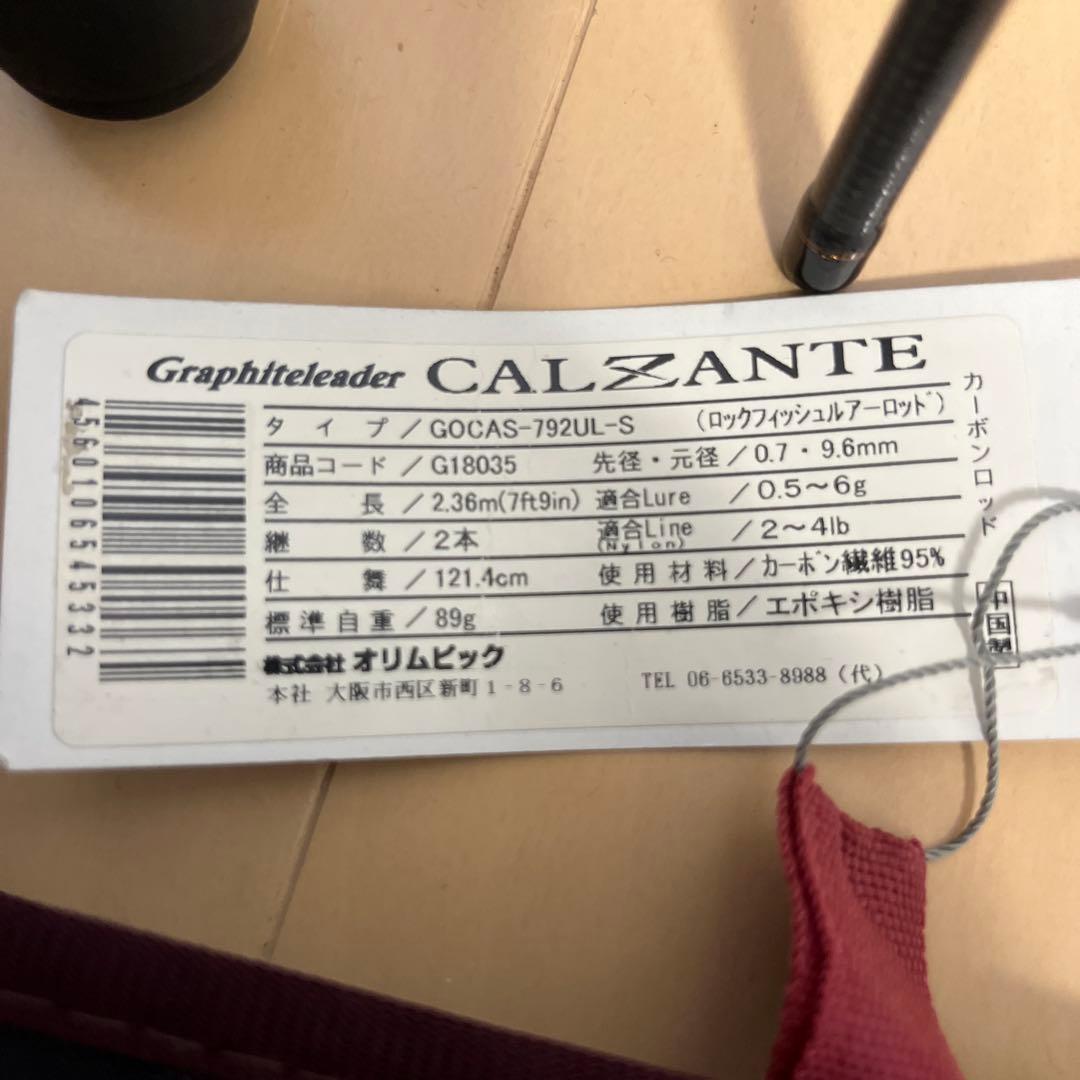 Graphiteleader CALZANTE
タイプ／GOCAS-792UL-S （ロックフィッシュルアーロッド）
商品コード／G18035 先径・元径／0.7・9.6mm
全長／2.36m(7ft9in) 適合Lure／0.5～6g
継数／2本 適合Line (Nylon)／2～4lb
仕舞／121.4cm 使用材料／カーボン繊維95%
標準自重／89g 使用樹脂／エポキシ樹脂
株式会社 オリムピック
本社 大阪市西区新町1-8-6 TEL 06-6533-8988（代）
カーボンロッド
中国製
4560106545332